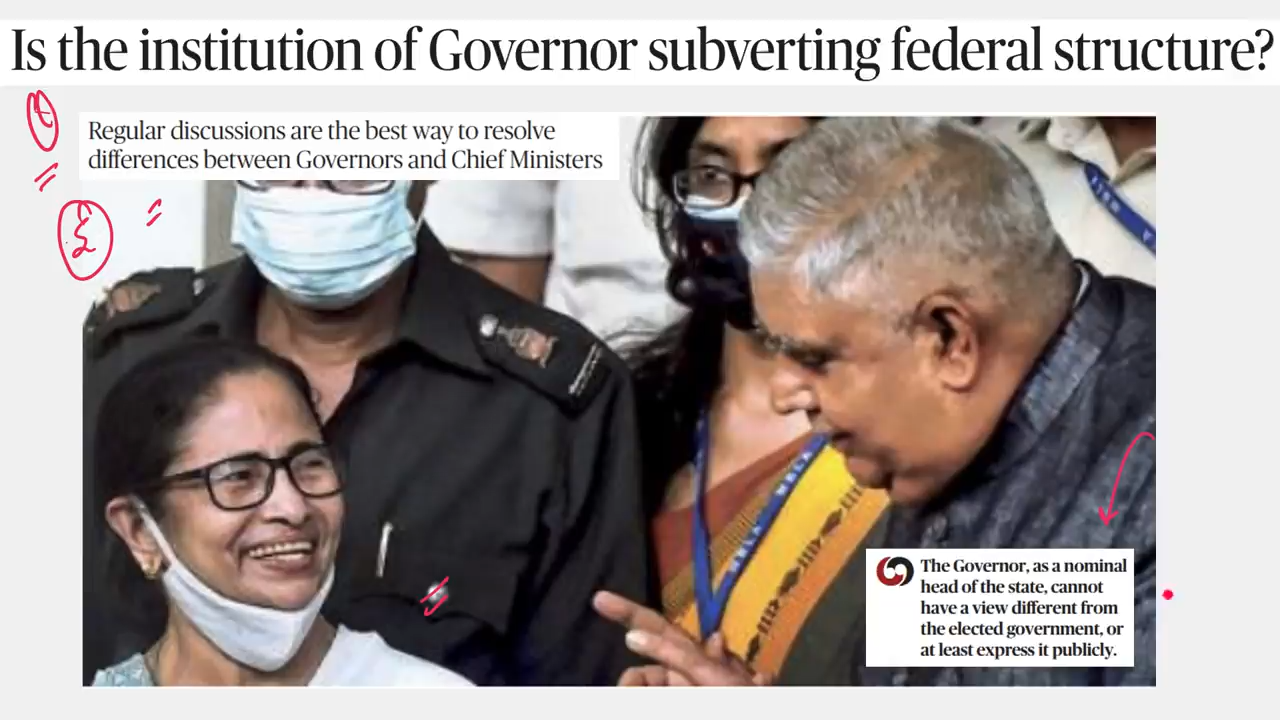 Is the institution of Governor subverting federal structure?
Regular discussions are the best way to resolve
differences between Governors and Chief Ministers
The Governor, as a nominal
head of the state, cannot
have a view different from
the elected government, or
at least express it publicly.